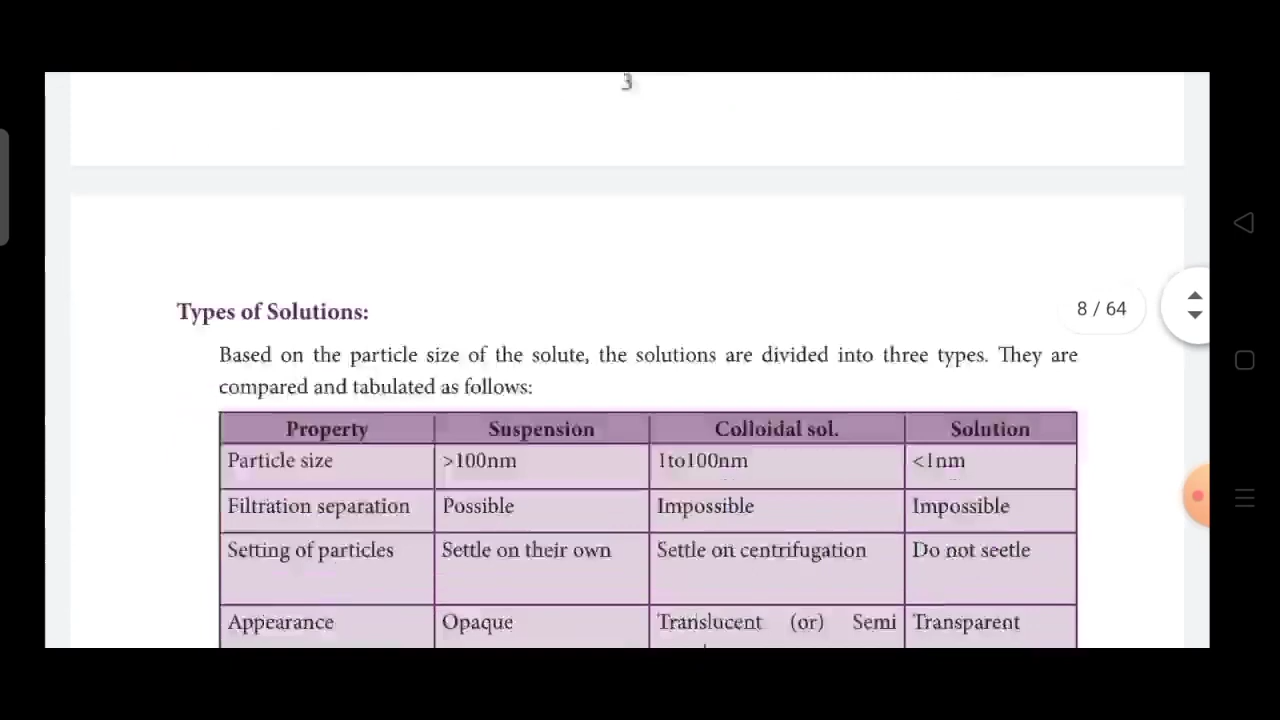 3
Types of Solutions:
8 / 64
Based on the particle size of the solute, the solutions are divided into three types. They are
compared and tabulated as follows:
Property Suspension Colloidal sol. Solution
Particle size >100nm 1to100nm <1nm
Filtration separation Possible Impossible Impossible
Setting of particles Settle on their own Settle on centrifugation Do not seetle
Appearance Opaque Translucent (or) Semi Transparent